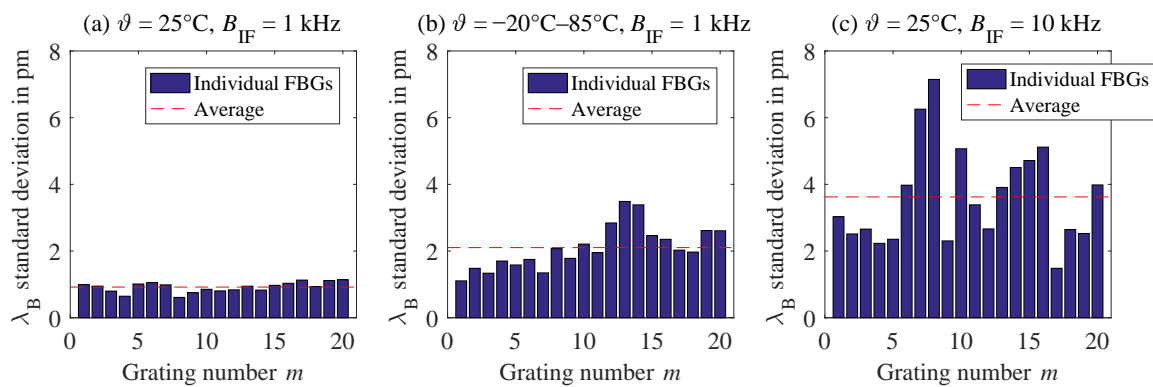 (a) ϑ = 25°C, B_IF = 1 kHz
λ_B standard deviation in pm
8
6
4
2
0
Individual FBGs
Average
0 5 10 15 20
Grating number m
(b) ϑ = −20°C–85°C, B_IF = 1 kHz
λ_B standard deviation in pm
8
6
4
2
0
Individual FBGs
Average
0 5 10 15 20
Grating number m
(c) ϑ = 25°C, B_IF = 10 kHz
λ_B standard deviation in pm
8
6
4
2
0
Individual FBGs
Average
0 5 10 15 20
Grating number m